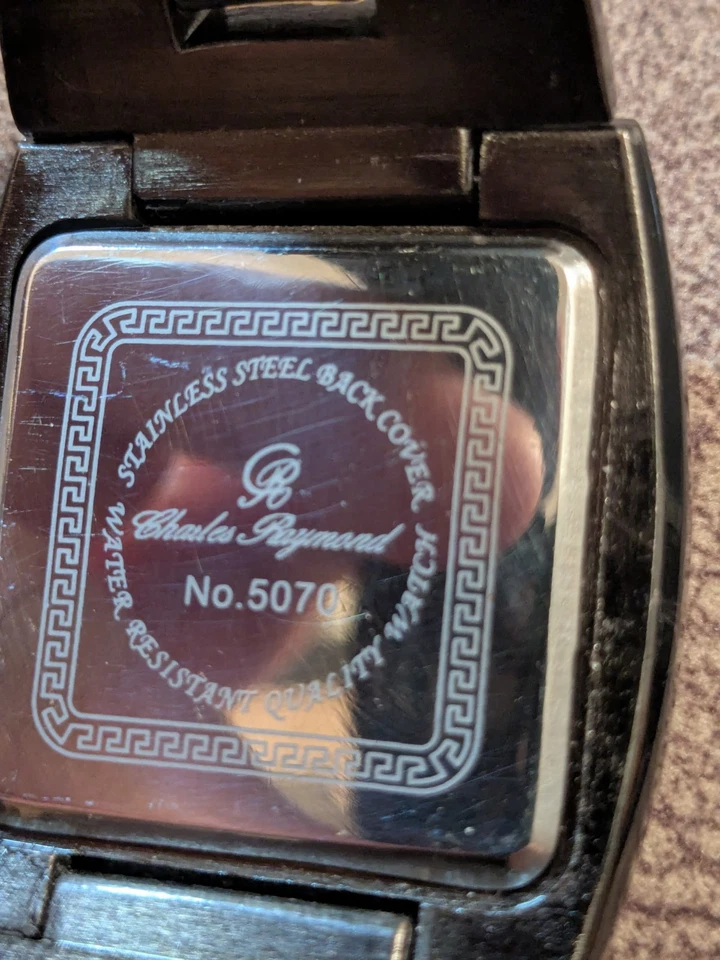 STAINLESS STEEL BACK COVER
CR
Charles Raymond
No.5070
WATER RESISTANT QUALITY WATCH